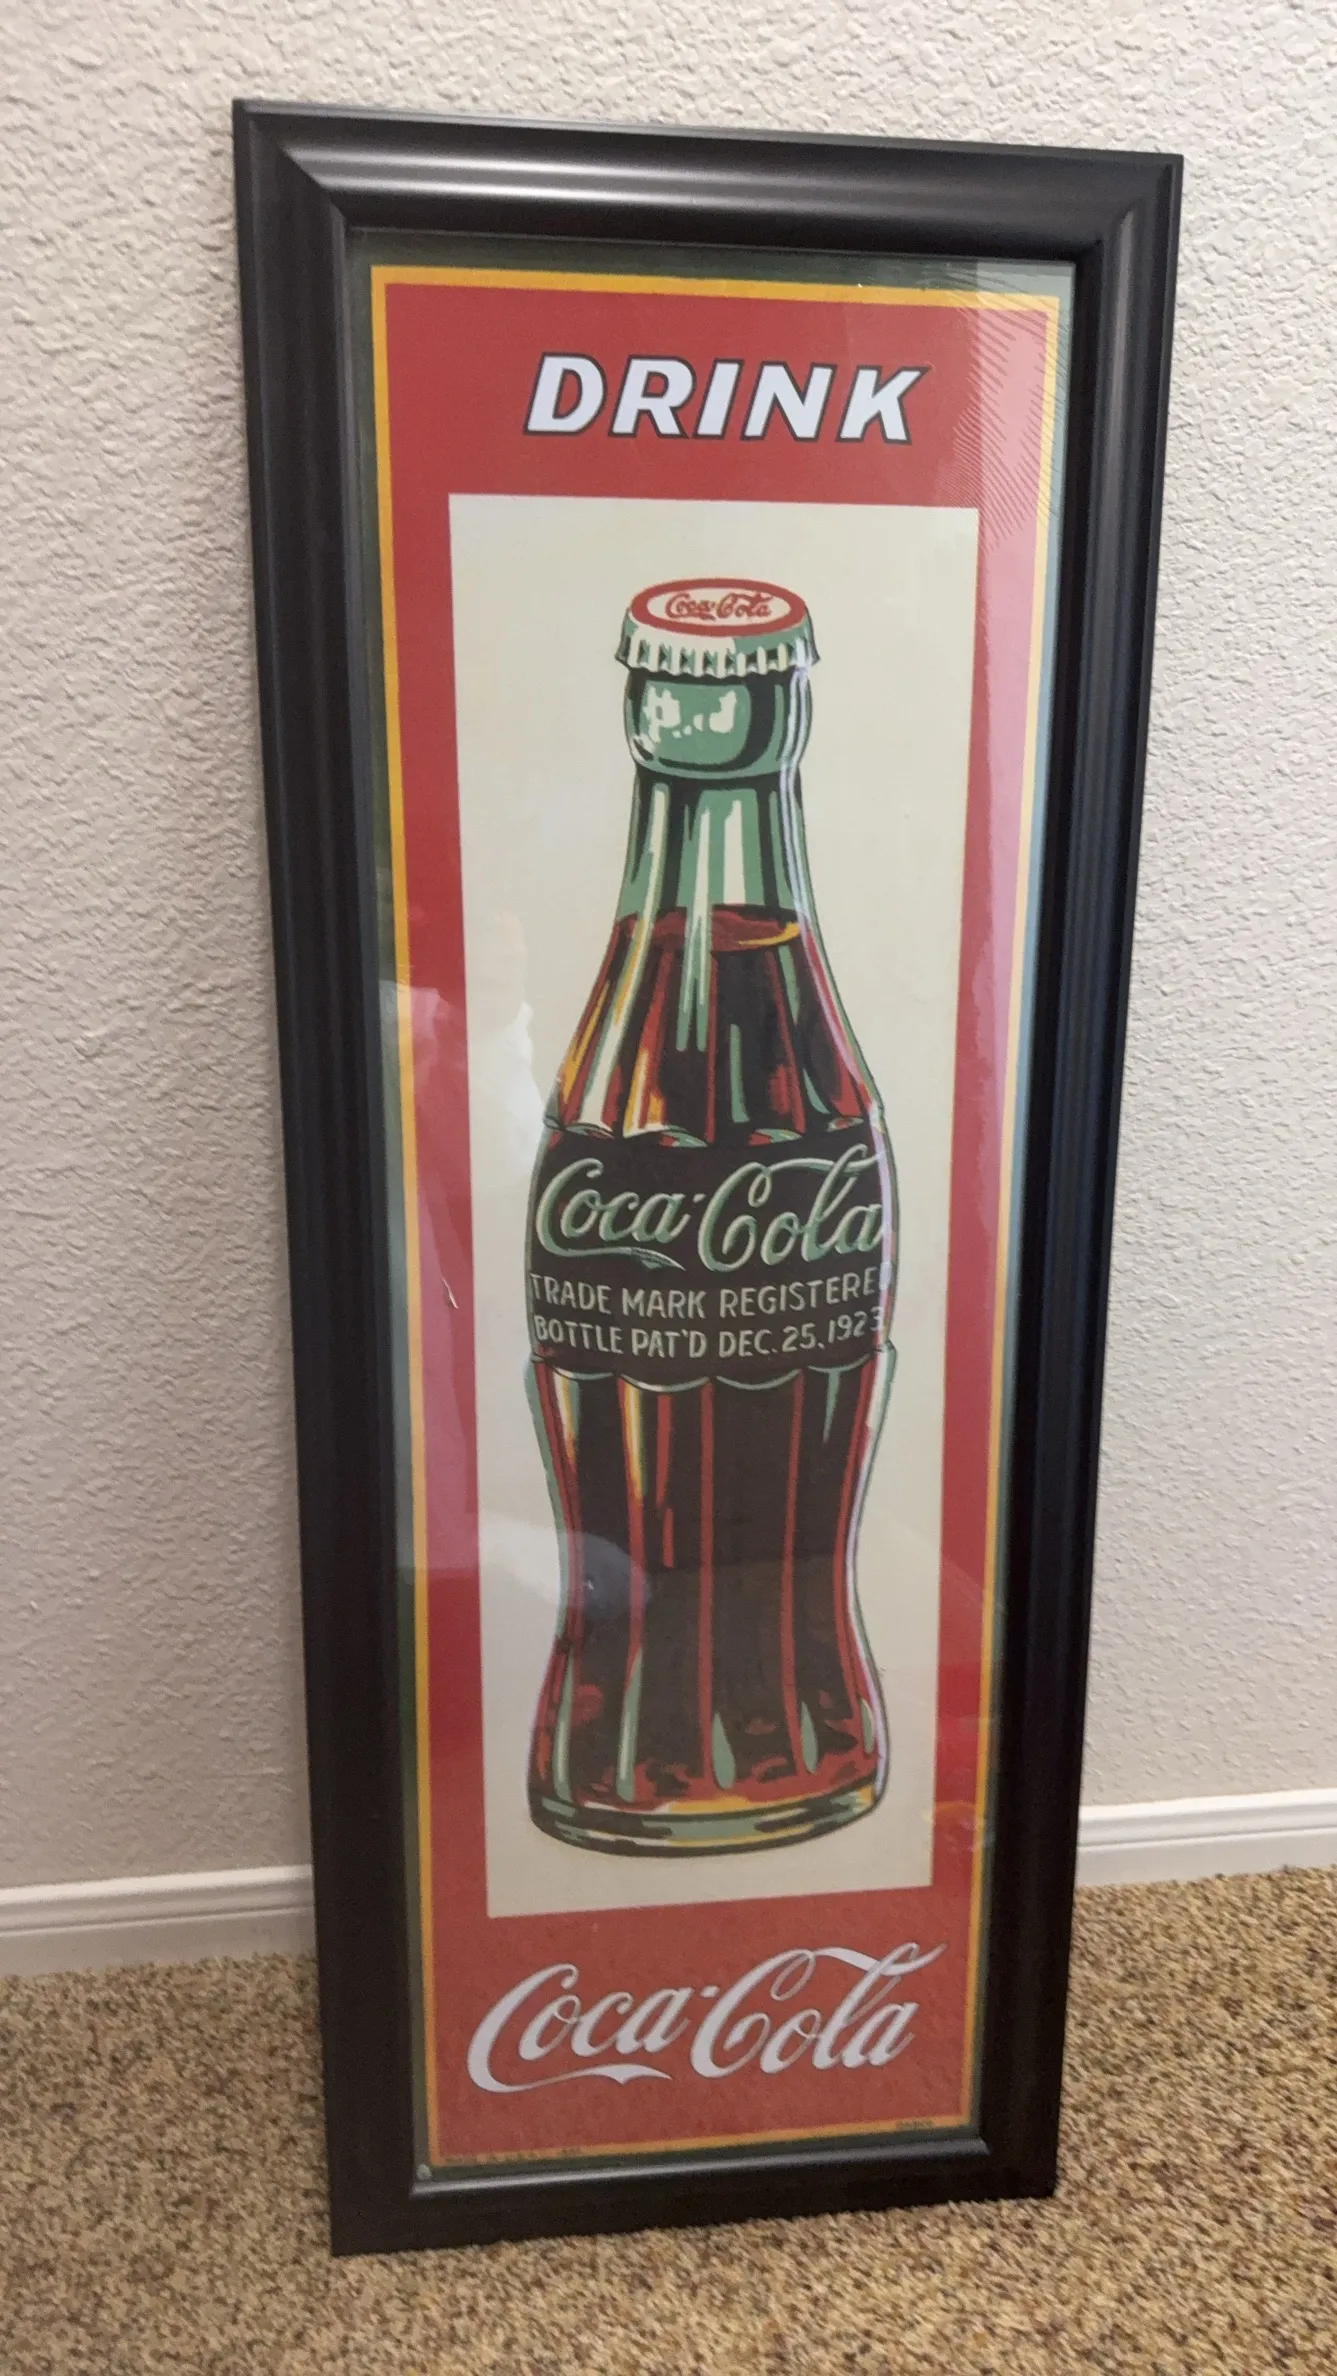 DRINK
Coca-Cola
Coca-Cola
TRADE MARK REGISTERED
BOTTLE PAT'D DEC. 25, 1923
Coca-Cola